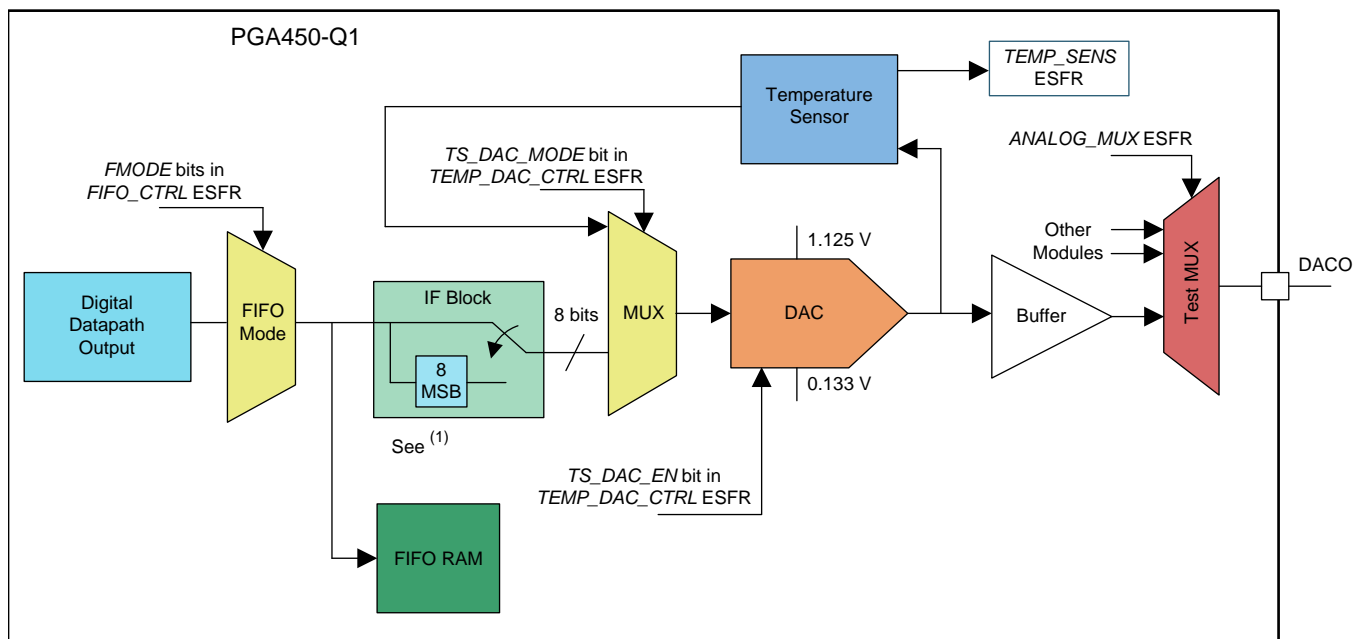 PGA450-Q1
TEMP_SENS
ESFR
Temperature
Sensor
ANALOG_MUX ESFR
TS_DAC_MODE bit in
TEMP_DAC_CTRL ESFR
FMODE bits in
FIFO_CTRL ESFR
Other
Modules
1.125 V
DACO
Digital
Datapath
Output
FIFO
Mode
IF Block
8 bits
8
MSB
MUX
DAC
Buffer
Test MUX
0.133 V
See (1)
TS_DAC_EN bit in
TEMP_DAC_CTRL ESFR
FIFO RAM